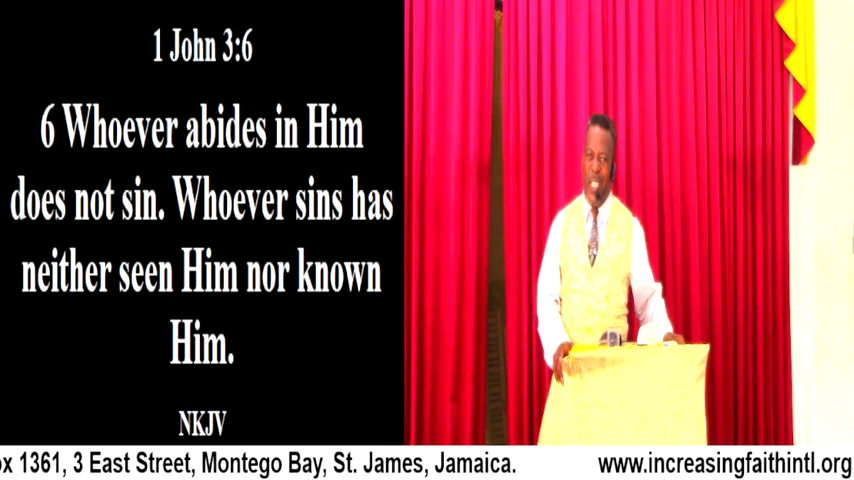 1 John 3:6
6 Whoever abides in Him
does not sin. Whoever sins has
neither seen Him nor known
Him.
NKJV
ox 1361, 3 East Street, Montego Bay, St. James, Jamaica. www.increasingfaithintl.org